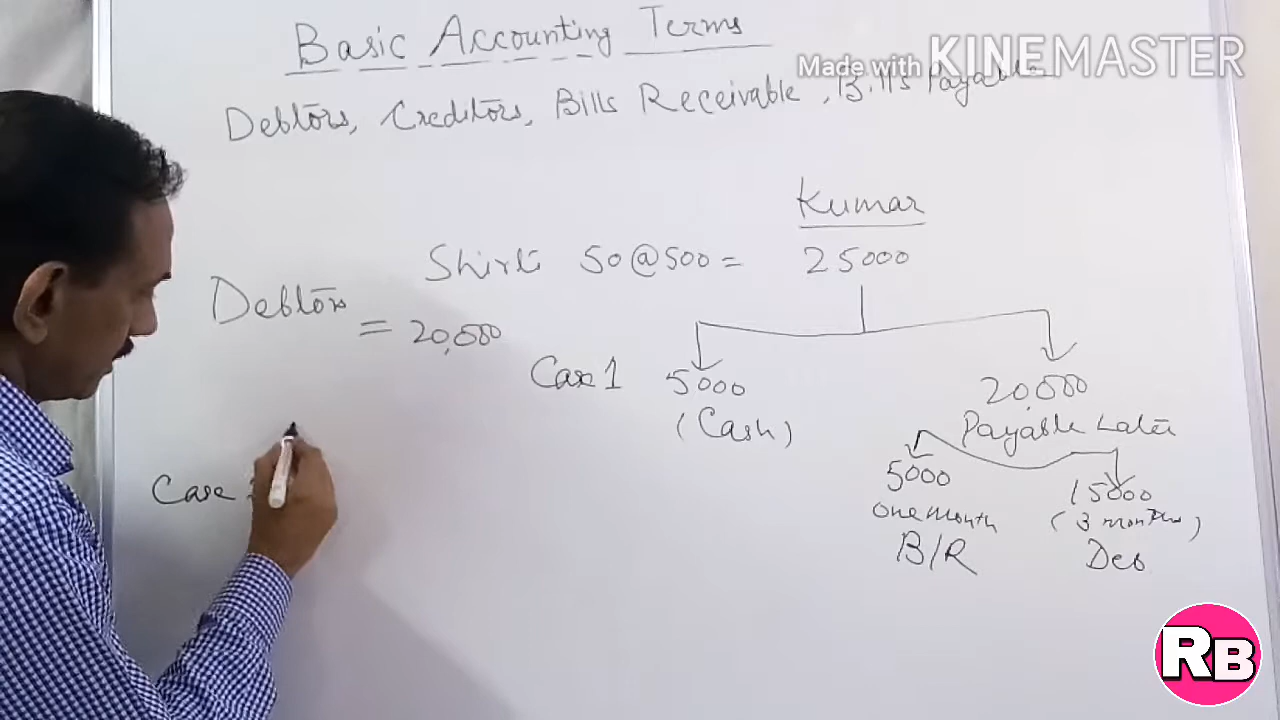 Basic Accounting Terms
Made with KINEMASTER
Debtors, Creditors, Bills Receivable, Bills Payable
Kumar
Shirts 50 @ 500 = 25000
Debtors
= 20,000
Case 1 5000 20,000
(Cash) Payable Later
5000 15000
one month (3 months)
B/R Deb
Case
RB